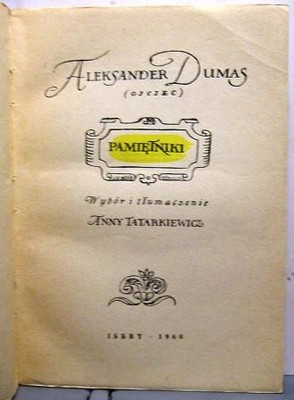 ALEKSANDER DUMAS
(OJCIEC)
PAMIĘTNIKI
Wybór i tłumaczenie
ANNY TATARKIEWICZ
ISKRY - 1960